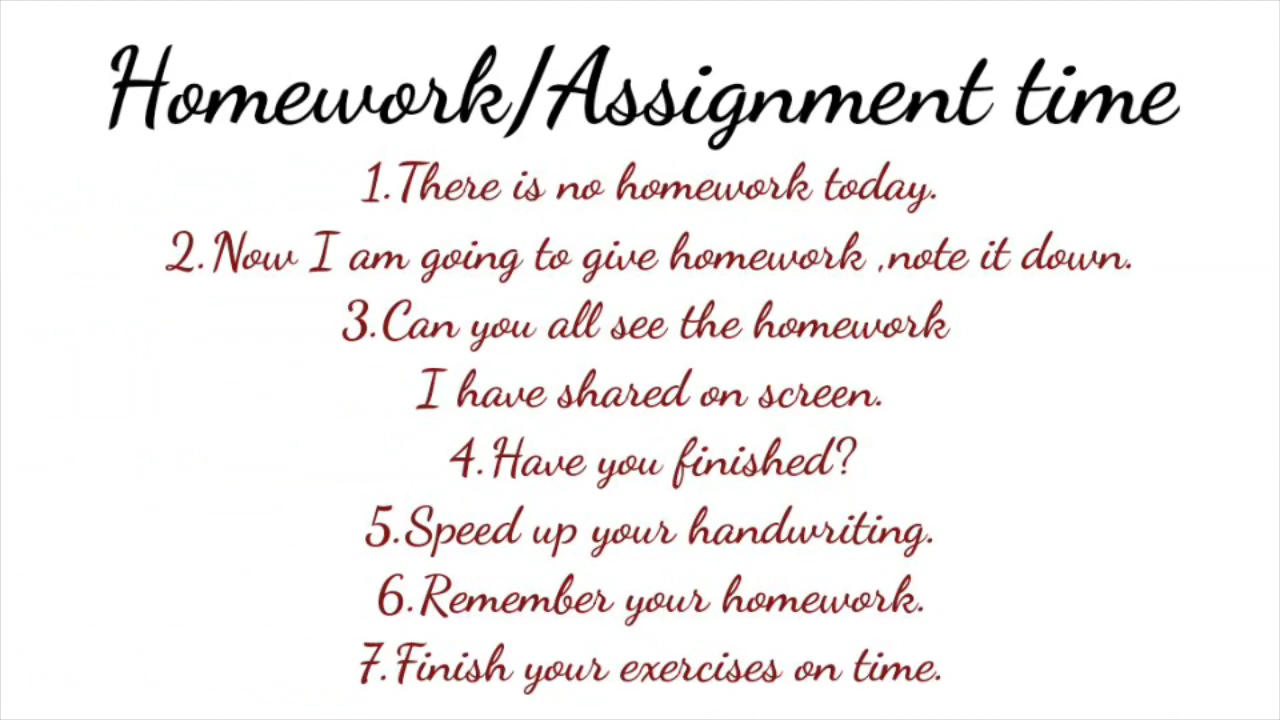 Homework/Assignment time
1.There is no homework today.
2.Now I am going to give homework ,note it down.
3.Can you all see the homework
I have shared on screen.
4.Have you finished?
5.Speed up your handwriting.
6.Remember your homework.
7.Finish your exercises on time.